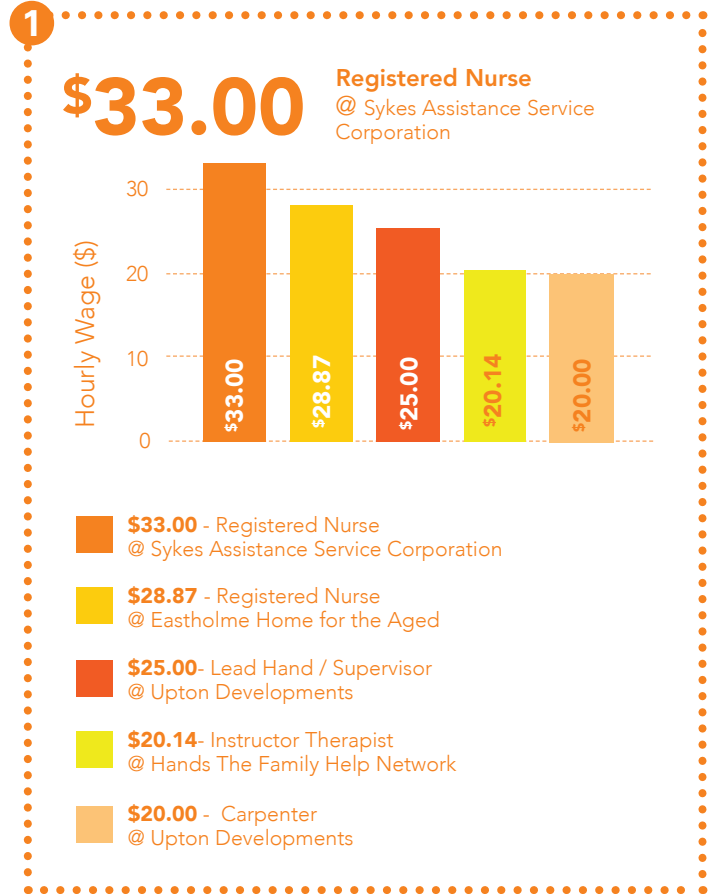 1
$33.00
Registered Nurse
@ Sykes Assistance Service
Corporation
Hourly Wage ($)
30
20
10
0
$33.00
$28.87
$25.00
$20.14
$20.00
$33.00 - Registered Nurse
@ Sykes Assistance Service Corporation
$28.87 - Registered Nurse
@ Eastholme Home for the Aged
$25.00- Lead Hand / Supervisor
@ Upton Developments
$20.14- Instructor Therapist
@ Hands The Family Help Network
$20.00 - Carpenter
@ Upton Developments